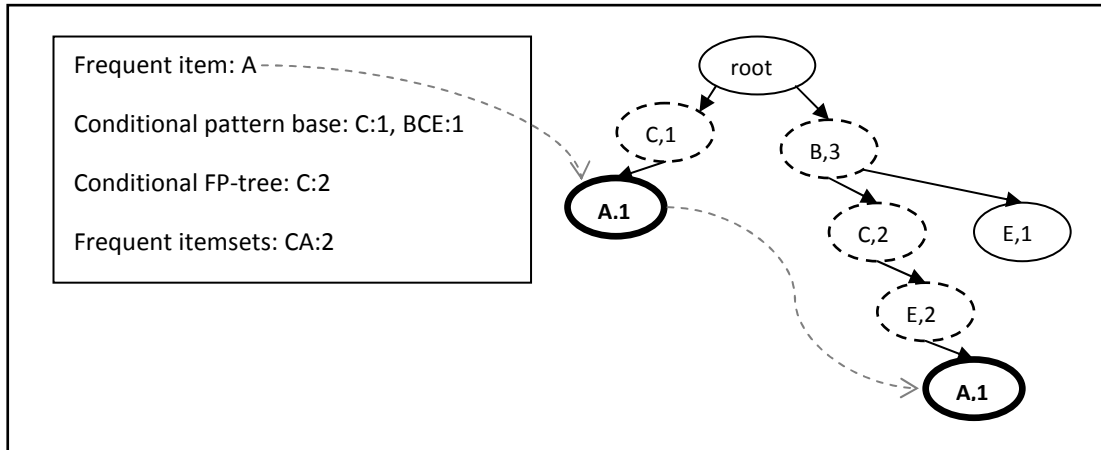 Frequent item: A
Conditional pattern base: C:1, BCE:1
Conditional FP-tree: C:2
Frequent itemsets: CA:2
root
C,1
B,3
A.1
C,2
E,1
E,2
A,1